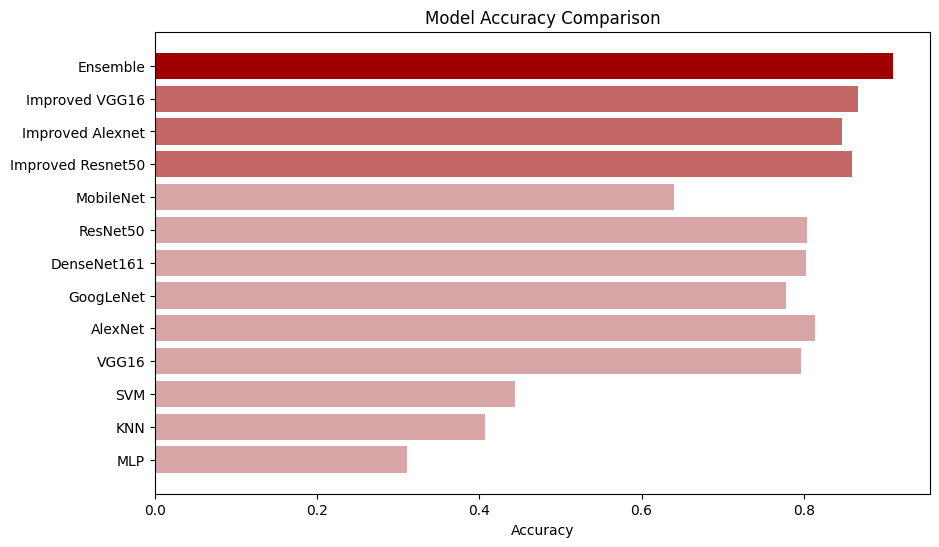 Model Accuracy Comparison
Ensemble
Improved VGG16
Improved Alexnet
Improved Resnet50
MobileNet
ResNet50
DenseNet161
GoogLeNet
AlexNet
VGG16
SVM
KNN
MLP
0.0 0.2 0.4 0.6 0.8
Accuracy